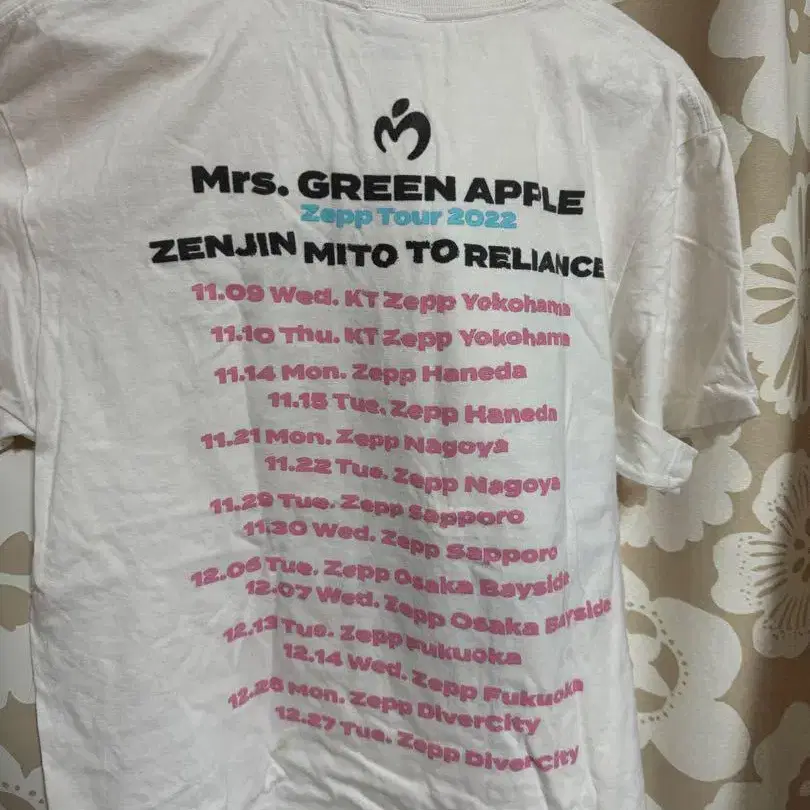 Mrs. GREEN APPLE
Zepp Tour 2022
ZENJIN MITO TO RELIANCE
11.09 Wed. KT Zepp Yokohama
11.10 Thu. KT Zepp Yokohama
11.14 Mon. Zepp Haneda
11.15 Tue. Zepp Haneda
11.21 Mon. Zepp Nagoya
11.22 Tue. Zepp Nagoya
11.29 Tue. Zepp Sapporo
11.30 Wed. Zepp Sapporo
12.06 Tue. Zepp Osaka Bayside
12.07 Wed. Zepp Osaka Bayside
12.13 Tue. Zepp Fukuoka
12.14 Wed. Zepp Fukuoka
12.26 Mon. Zepp DiverCity
12.27 Tue. Zepp DiverCity